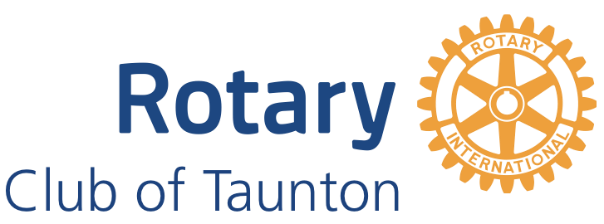 Rotary
Club of Taunton
ROTARY
INTERNATIONAL